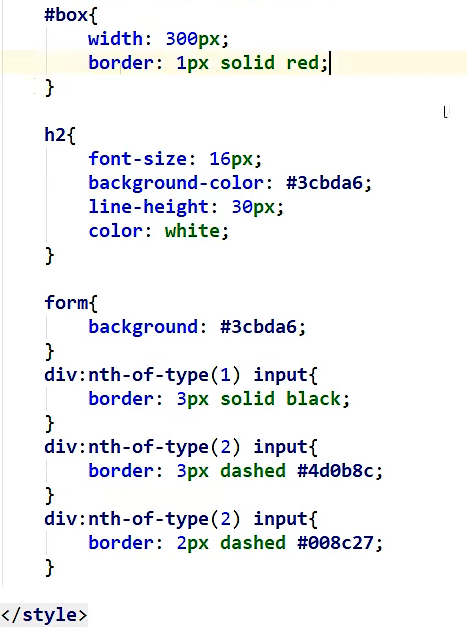 #box{
width: 300px;
border: 1px solid red;
}
h2{
font-size: 16px;
background-color: #3cbda6;
line-height: 30px;
color: white;
}
form{
background: #3cbda6;
}
div:nth-of-type(1) input{
border: 3px solid black;
}
div:nth-of-type(2) input{
border: 3px dashed #4d0b8c;
}
div:nth-of-type(2) input{
border: 2px dashed #008c27;
}
</style>